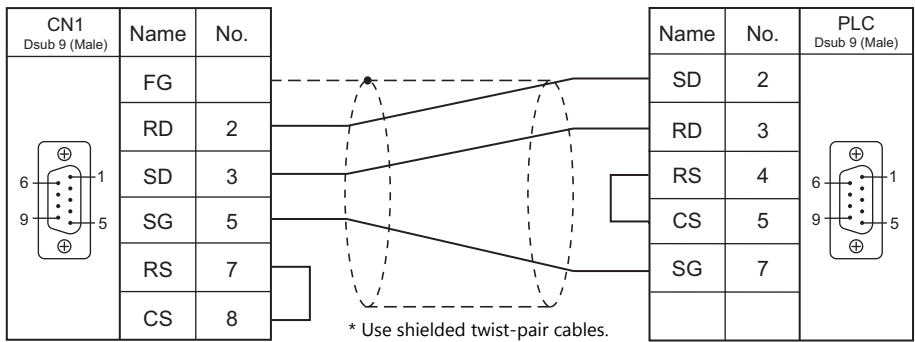 CN1
Dsub 9 (Male)
Name
No.
FG
RD
2
SD
3
SG
5
RS
7
CS
8
6
1
9
5
* Use shielded twist-pair cables.
Name
No.
PLC
Dsub 9 (Male)
SD
2
RD
3
RS
4
CS
5
SG
7
6
1
9
5